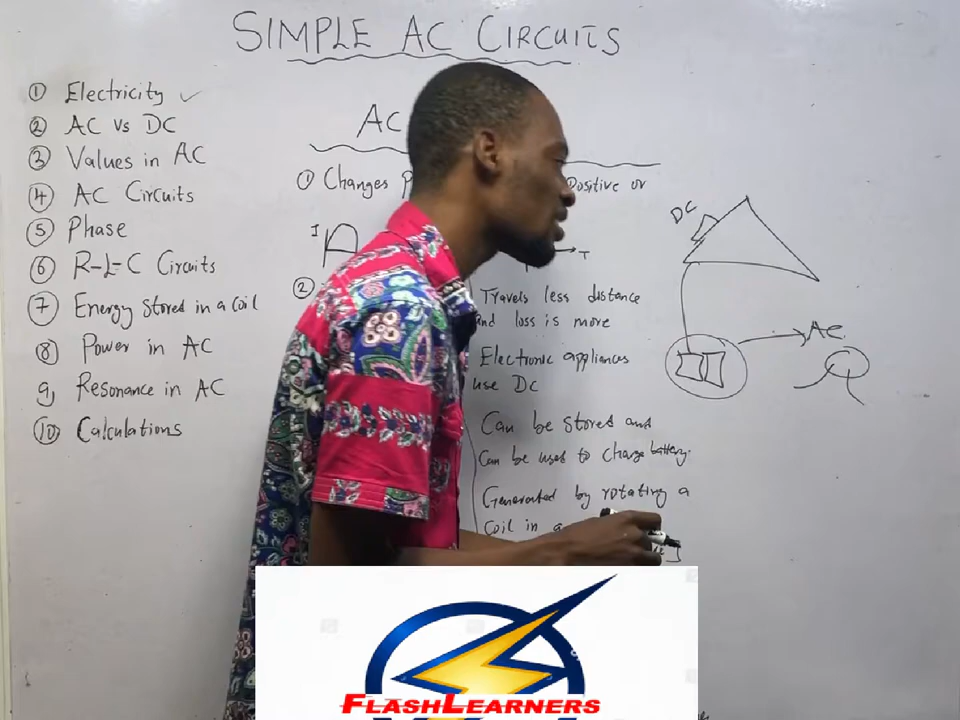 SIMPLE AC CIRCUITS
① Electricity ✓
② AC vs DC
③ Values in AC
④ AC Circuits
⑤ Phase
⑥ R-L-C Circuits
⑦ Energy Stored in a Coil
⑧ Power in AC
9, Resonance in AC
⑩ Calculations
AC
① Changes
Positive or
I
T
②
Travels less distance
and loss is more
Electronic appliances
use DC
Can be stored and
Can be used to charge battery.
Generated by rotating a
Coil in a
DC
AC
FLASHLEARNERS